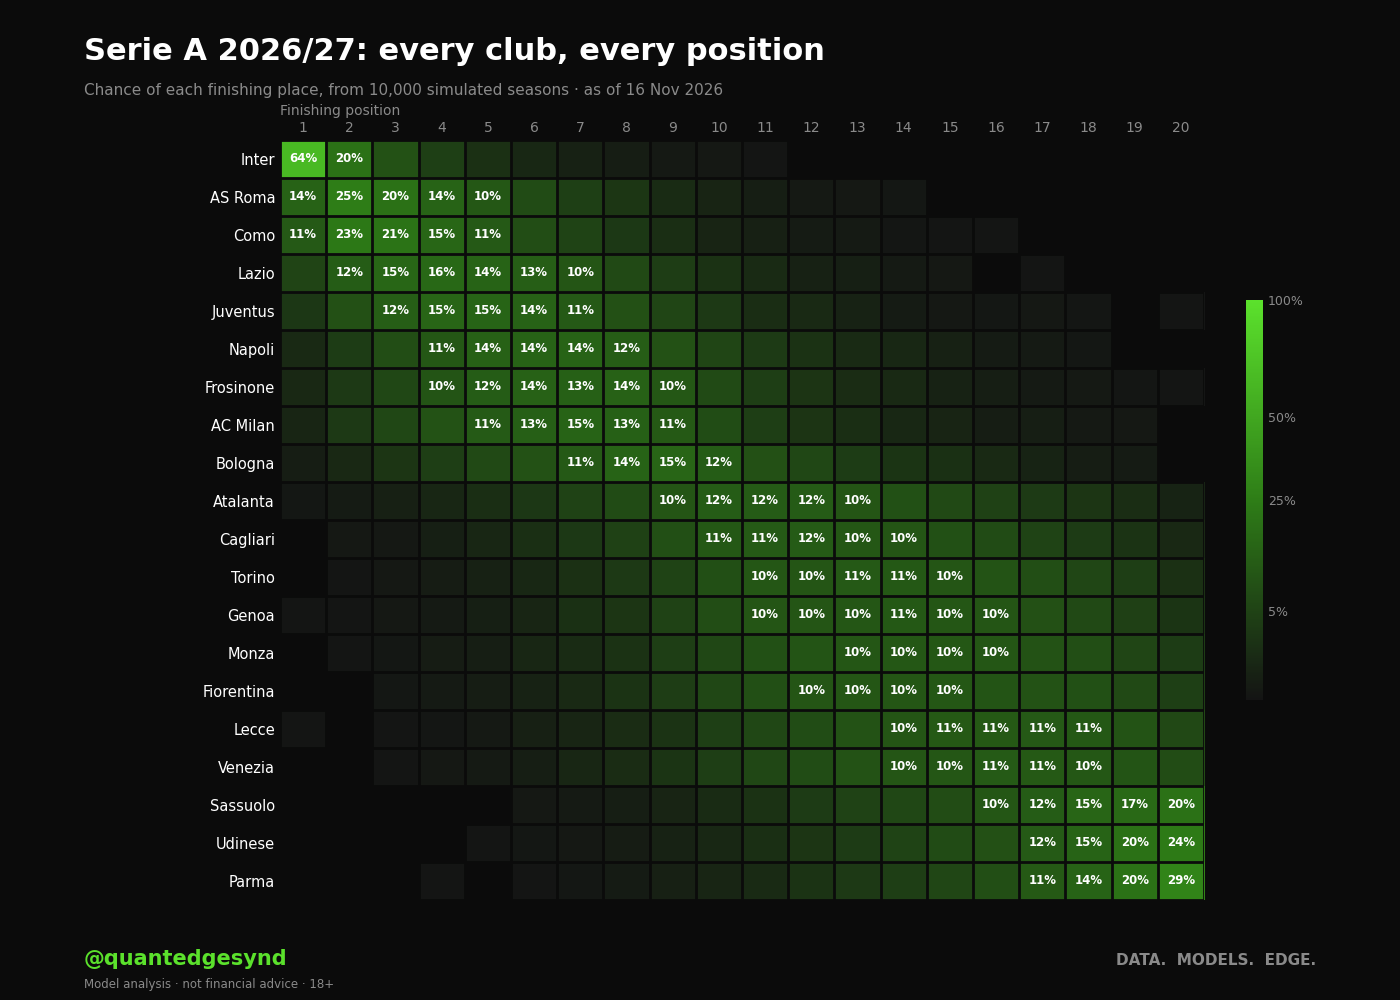 Serie A 2026/27: every club, every position
Chance of each finishing place, from 10,000 simulated seasons · as of 16 Nov 2026
Finishing position
1 2 3 4 5 6 7 8 9 10 11 12 13 14 15 16 17 18 19 20
Inter 64% 20%
AS Roma 14% 25% 20% 14% 10%
Como 11% 23% 21% 15% 11%
Lazio 12% 15% 16% 14% 13% 10%
Juventus 12% 15% 15% 14% 11%
Napoli 11% 14% 14% 14% 12%
Frosinone 10% 12% 14% 13% 14% 10%
AC Milan 11% 13% 15% 13% 11%
Bologna 11% 14% 15% 12%
Atalanta 10% 12% 12% 12% 10%
Cagliari 11% 11% 12% 10% 10%
Torino 10% 10% 11% 11% 10%
Genoa 10% 10% 10% 11% 10% 10%
Monza 10% 10% 10% 10%
Fiorentina 10% 10% 10% 10%
Lecce 10% 11% 11% 11% 11%
Venezia 10% 10% 11% 11% 10%
Sassuolo 10% 12% 15% 17% 20%
Udinese 12% 15% 20% 24%
Parma 11% 14% 20% 29%
100%
50%
25%
5%
@quantedgesynd
DATA. MODELS. EDGE.
Model analysis · not financial advice · 18+